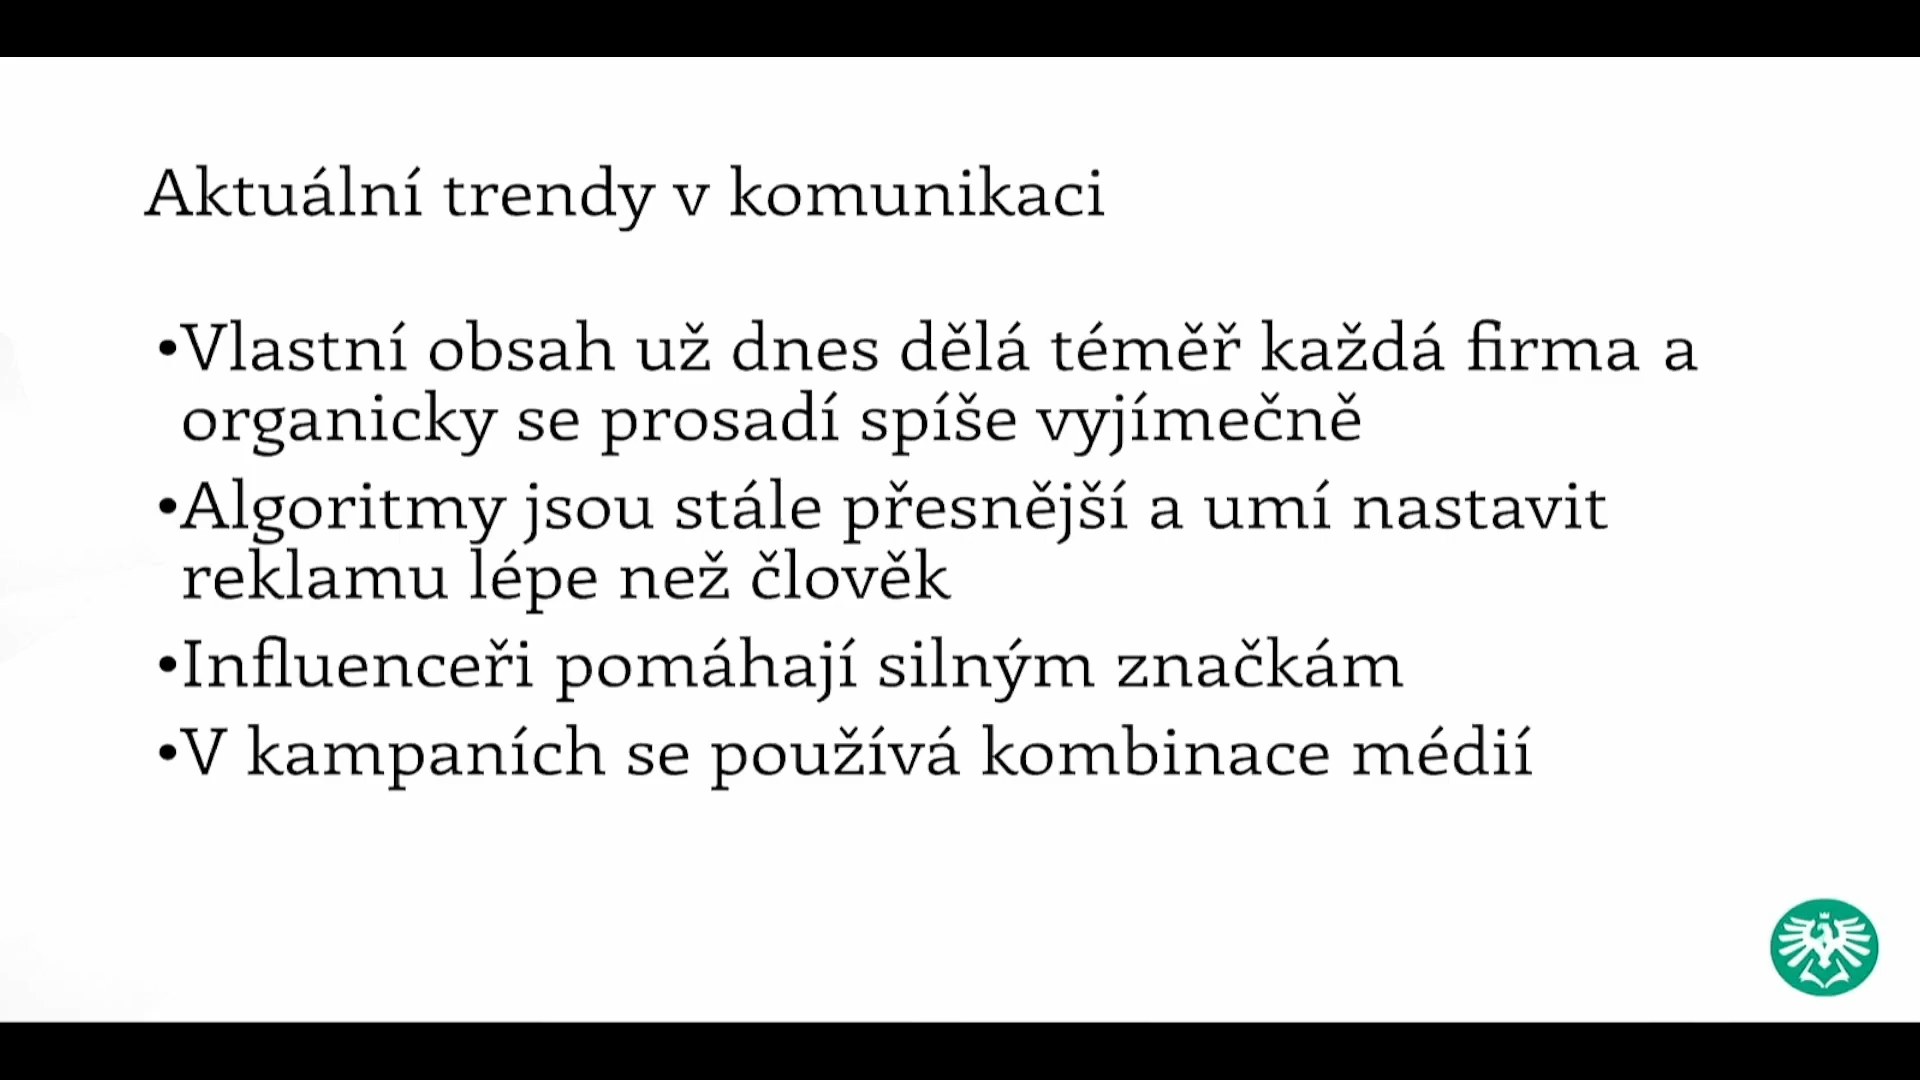 Aktuální trendy v komunikaci
•Vlastní obsah už dnes dělá téměř každá firma a
organicky se prosadí spíše vyjímečně
•Algoritmy jsou stále přesnější a umí nastavit
reklamu lépe než člověk
•Influenceři pomáhají silným značkám
•V kampaních se používá kombinace médií